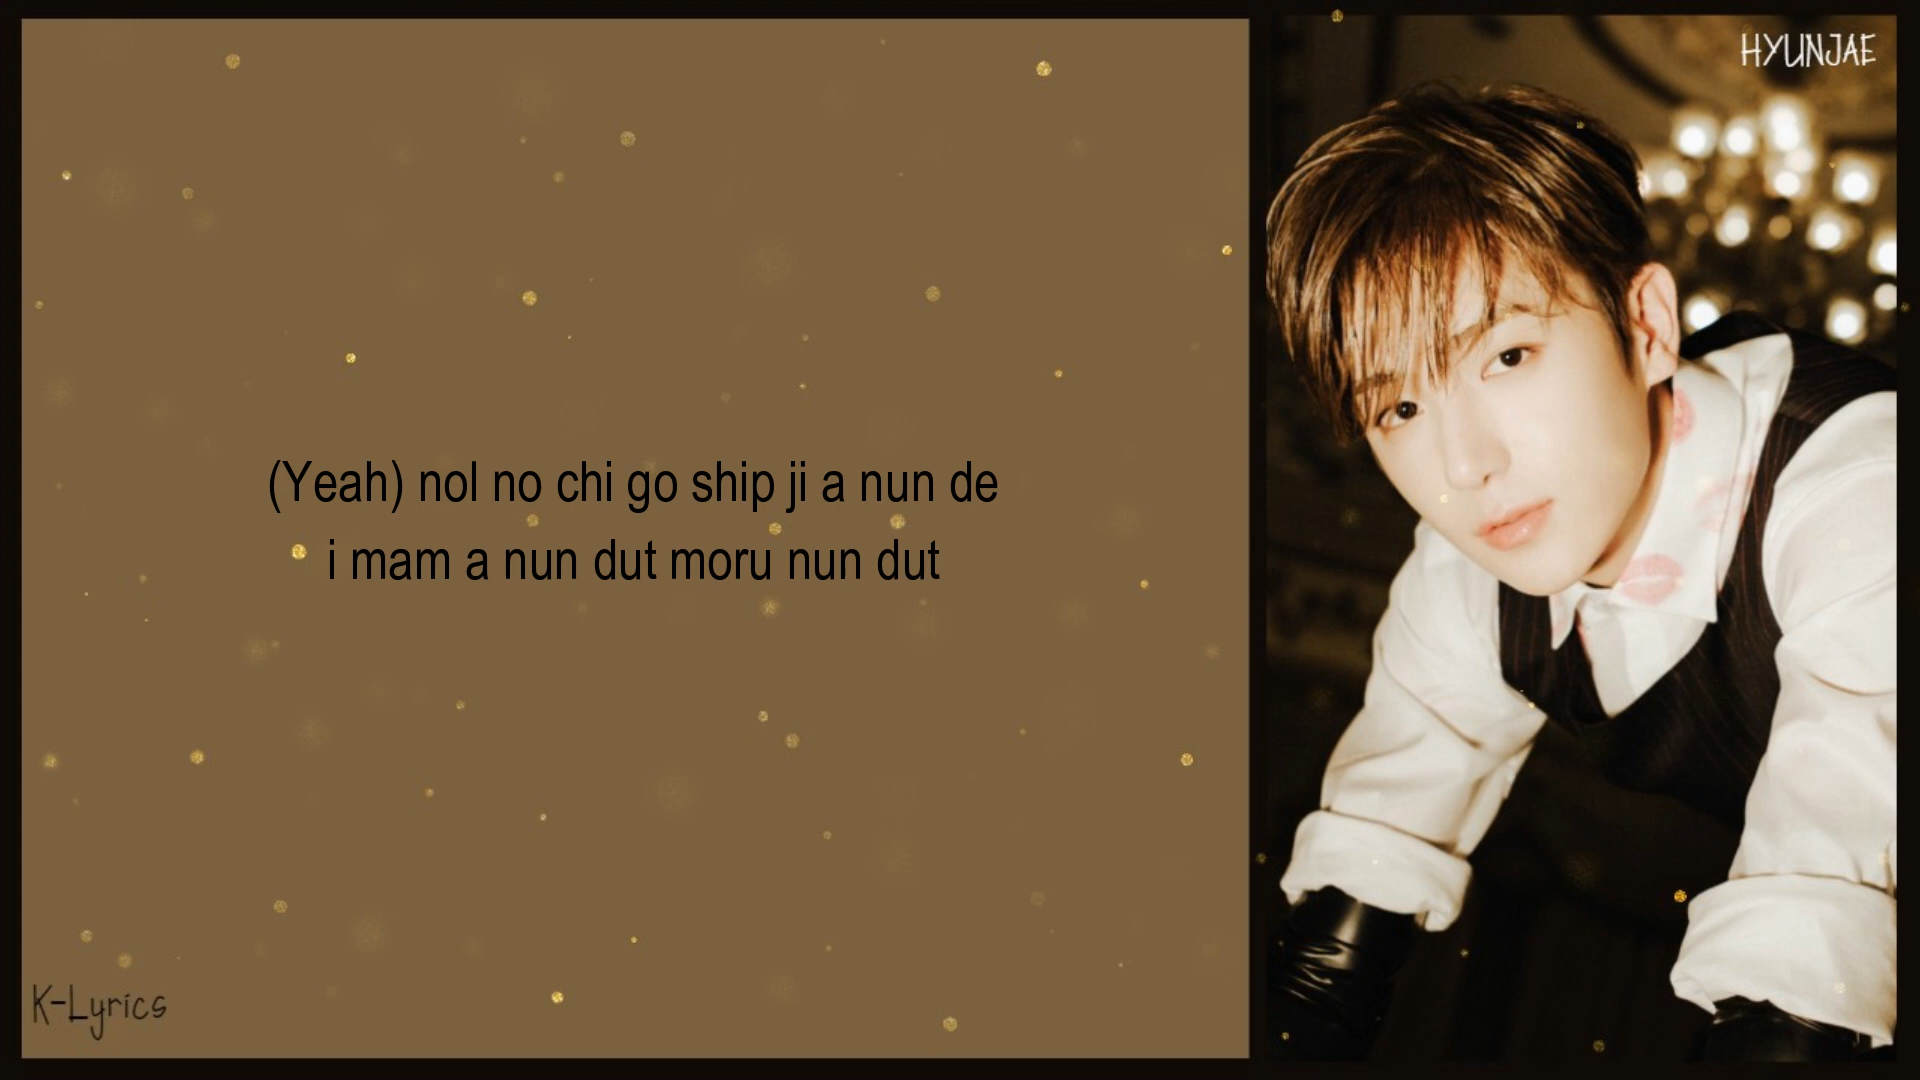 HYUNJAE
(Yeah) nol no chi go ship ji a nun de
i mam a nun dut moru nun dut
K-Lyrics